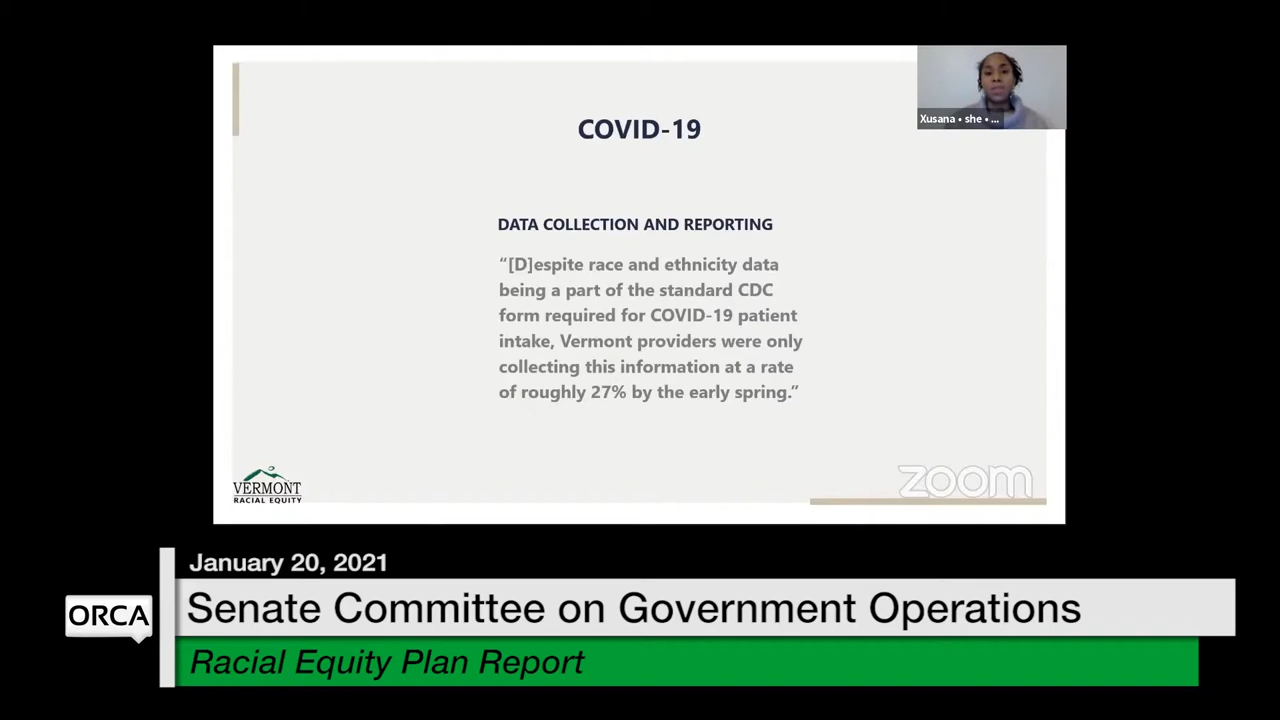 COVID-19
Xusana • she • ...
DATA COLLECTION AND REPORTING
“[D]espite race and ethnicity data
being a part of the standard CDC
form required for COVID-19 patient
intake, Vermont providers were only
collecting this information at a rate
of roughly 27% by the early spring.”
VERMONT
RACIAL EQUITY
zoom
January 20, 2021
ORCA
Senate Committee on Government Operations
Racial Equity Plan Report